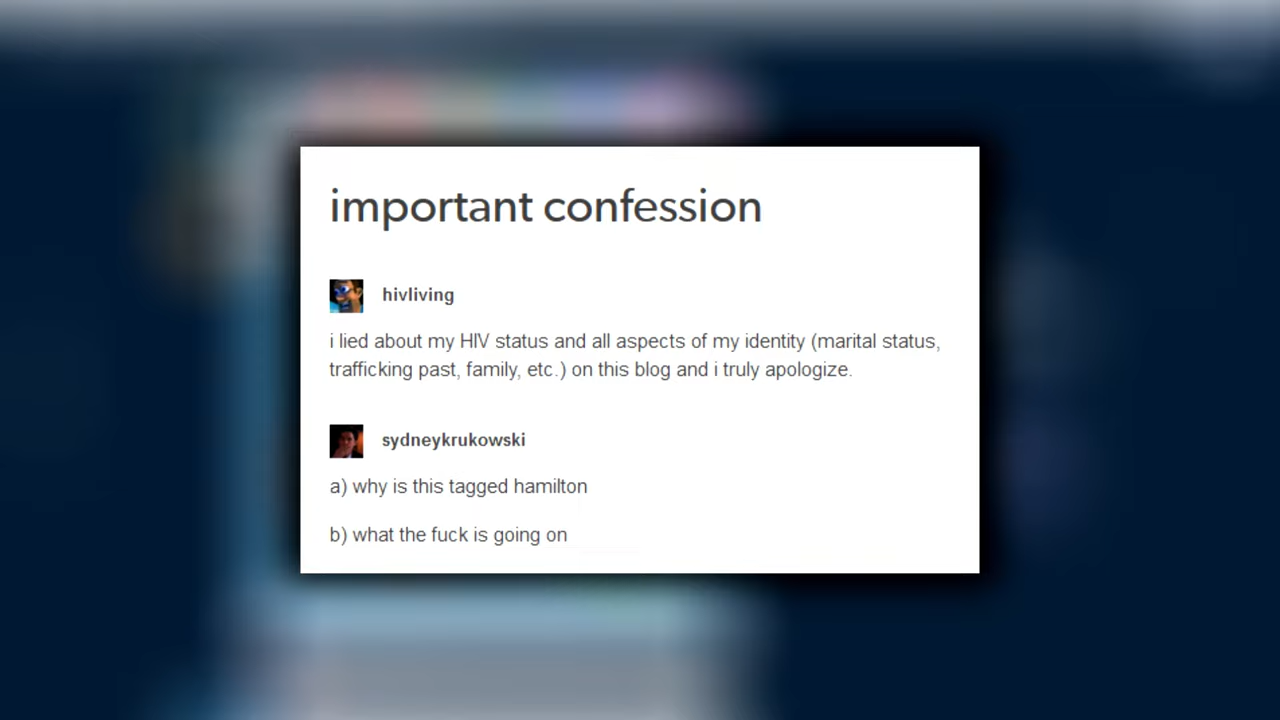 important confession
hivliving
i lied about my HIV status and all aspects of my identity (marital status,
trafficking past, family, etc.) on this blog and i truly apologize.
sydneykrukowski
a) why is this tagged hamilton
b) what the fuck is going on